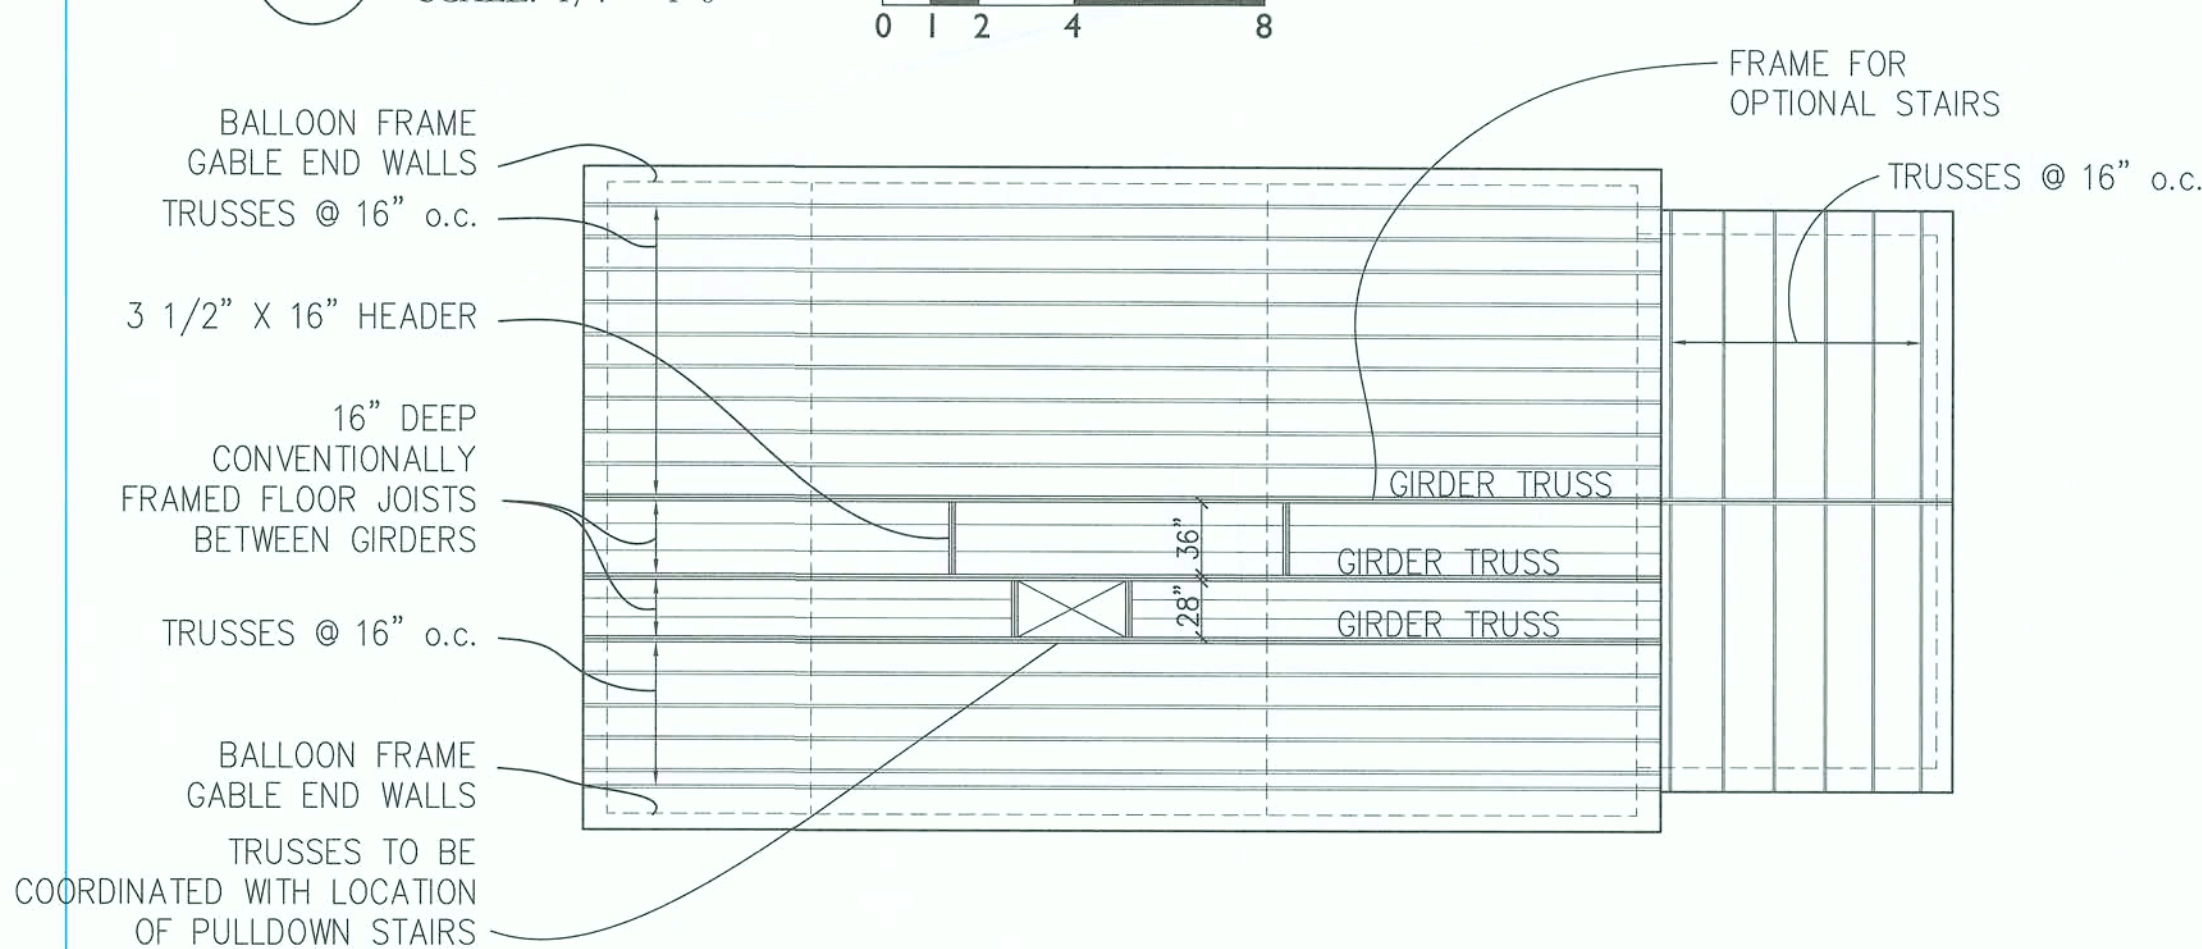 0 1 2 4 8
FRAME FOR
OPTIONAL STAIRS
BALLOON FRAME
GABLE END WALLS
TRUSSES @ 16" o.c.
TRUSSES @ 16" o.c.
3 1/2" X 16" HEADER
16" DEEP
CONVENTIONALLY
FRAMED FLOOR JOISTS
BETWEEN GIRDERS
GIRDER TRUSS
36"
GIRDER TRUSS
28"
GIRDER TRUSS
TRUSSES @ 16" o.c.
BALLOON FRAME
GABLE END WALLS
TRUSSES TO BE
COORDINATED WITH LOCATION
OF PULLDOWN STAIRS